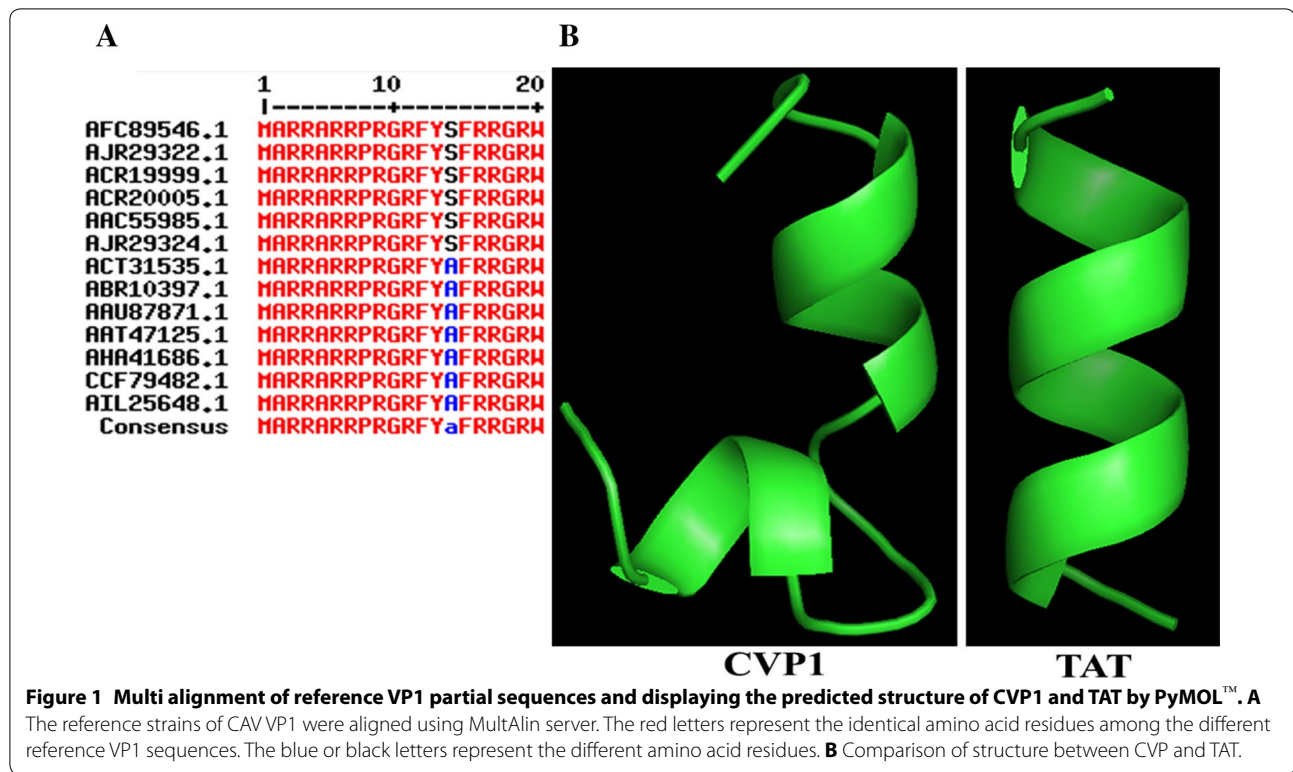 A
B
1 10 20
|--------+---------+
AFC89546.1 MARRARRPRGRFYSFRRGRW
AJR29322.1 MARRARRPRGRFYSFRRGRW
ACR19999.1 MARRARRPRGRFYSFRRGRW
ACR20005.1 MARRARRPRGRFYSFRRGRW
AAC55985.1 MARRARRPRGRFYSFRRGRW
AJR29324.1 MARRARRPRGRFYSFRRGRW
ACT31535.1 MARRARRPRGRFYAFRRGRW
ABR10397.1 MARRARRPRGRFYAFRRGRW
AAU87871.1 MARRARRPRGRFYAFRRGRW
AAT47125.1 MARRARRPRGRFYAFRRGRW
AHA41686.1 MARRARRPRGRFYAFRRGRW
CCF79482.1 MARRARRPRGRFYAFRRGRW
AIL25648.1 MARRARRPRGRFYAFRRGRW
Consensus MARRARRPRGRFYaFRRGRW
CVP1
TAT
Figure 1 Multi alignment of reference VP1 partial sequences and displaying the predicted structure of CVP1 and TAT by PyMOL™. A
The reference strains of CAV VP1 were aligned using MultAlin server. The red letters represent the identical amino acid residues among the different
reference VP1 sequences. The blue or black letters represent the different amino acid residues. B Comparison of structure between CVP and TAT.